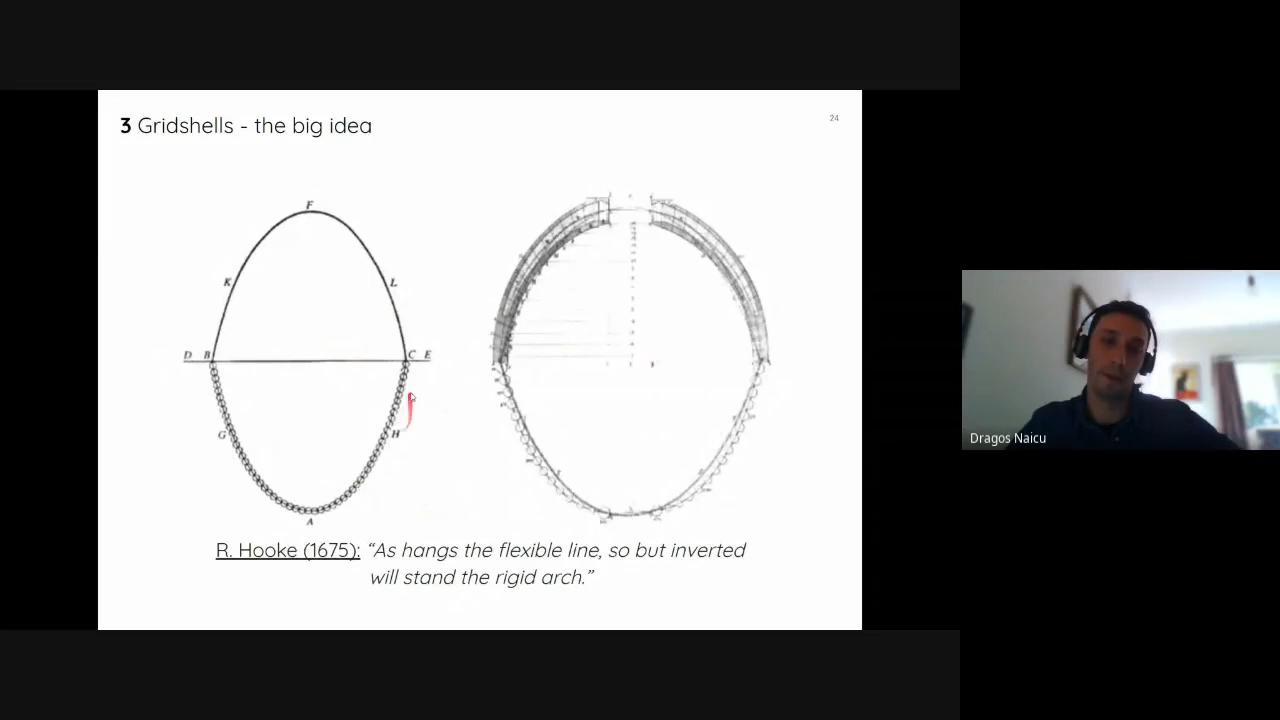 3 Gridshells - the big idea
24
F
K
L
D B C E
G
H
A
R. Hooke (1675): “As hangs the flexible line, so but inverted
will stand the rigid arch.”
Dragos Naicu